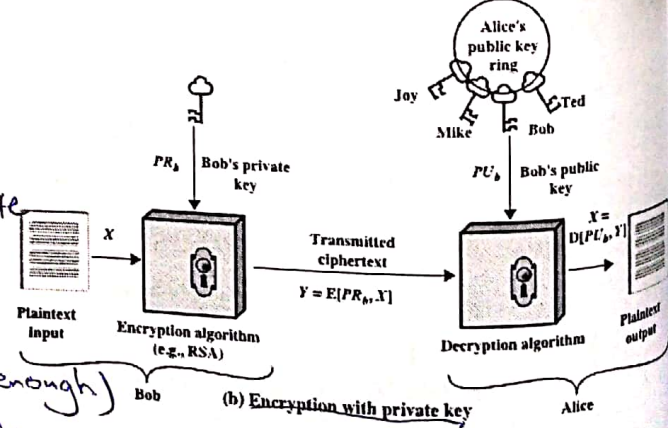 Alice's
public key
ring
Joy
Ted
Mike
Bob
PR_b
Bob's private
key
PU_b
Bob's public
key
X
Transmitted
ciphertext
Y = E[PR_b, X]
X =
D[PU_b, Y]
Plaintext
input
Encryption algorithm
(e.g., RSA)
Decryption algorithm
Plaintext
output
enough)
Bob
(b) Encryption with private key
Alice